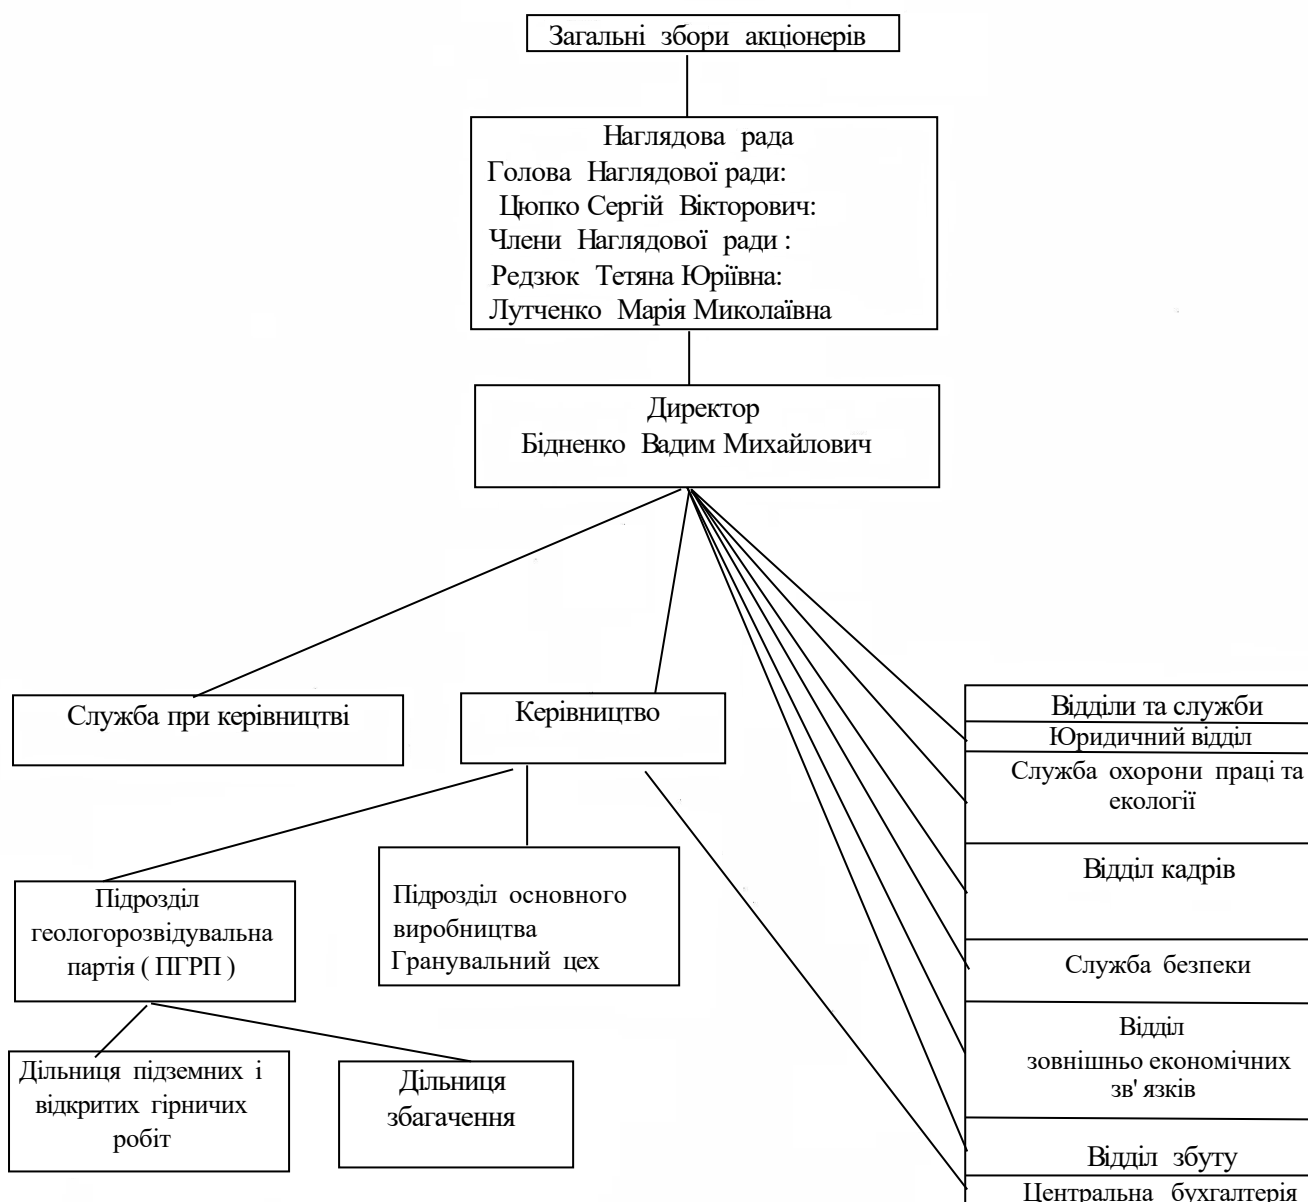 Загальні збори акціонерів
Наглядова рада
Голова Наглядової ради:
Цюпко Сергій Вікторович:
Члени Наглядової ради :
Редзюк Тетяна Юріївна:
Лутченко Марія Миколаївна
Директор
Бідненко Вадим Михайлович
Служба при керівництві
Керівництво
Відділи та служби
Юридичний відділ
Служба охорони праці та
екології
Відділ кадрів
Служба безпеки
Відділ
зовнішньо економічних
зв' язків
Відділ збуту
Центральна бухгалтерія
Підрозділ
геологорозвідувальна
партія ( ПГРП )
Підрозділ основного
виробництва
Гранувальний цех
Дільниця підземних і
відкритих гірничих
робіт
Дільниця
збагачення